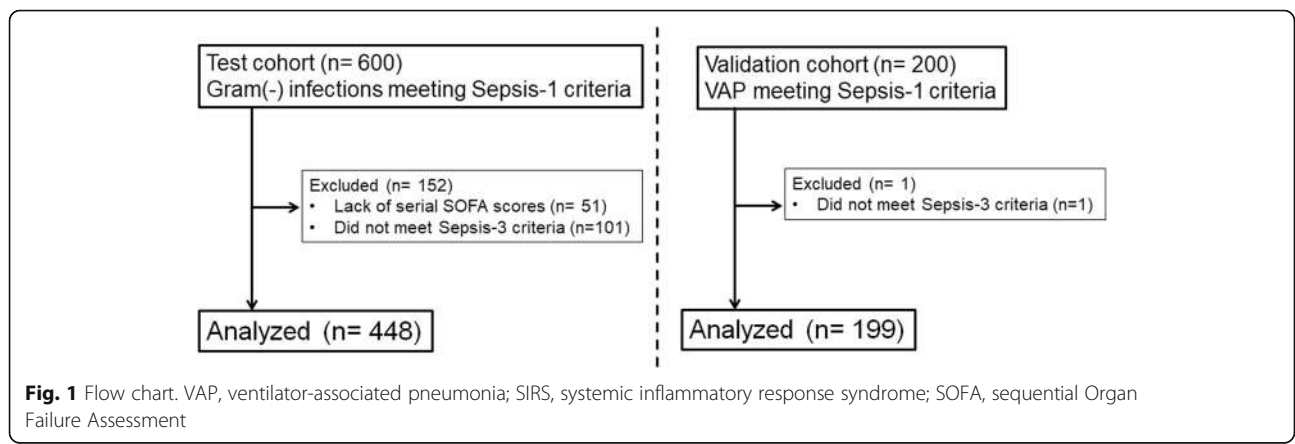 Test cohort (n= 600)
Gram(-) infections meeting Sepsis-1 criteria
Excluded (n= 152)
• Lack of serial SOFA scores (n= 51)
• Did not meet Sepsis-3 criteria (n=101)
Analyzed (n= 448)
Validation cohort (n= 200)
VAP meeting Sepsis-1 criteria
Excluded (n= 1)
• Did not meet Sepsis-3 criteria (n=1)
Analyzed (n= 199)
Fig. 1 Flow chart. VAP, ventilator-associated pneumonia; SIRS, systemic inflammatory response syndrome; SOFA, sequential Organ
Failure Assessment